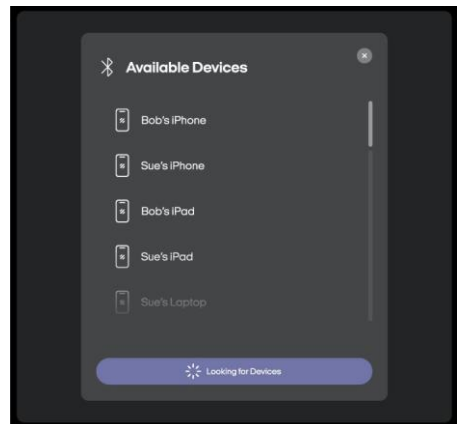 Available Devices
Bob's iPhone
Sue's iPhone
Bob's iPad
Sue's iPad
Sue's Laptop
Looking for Devices